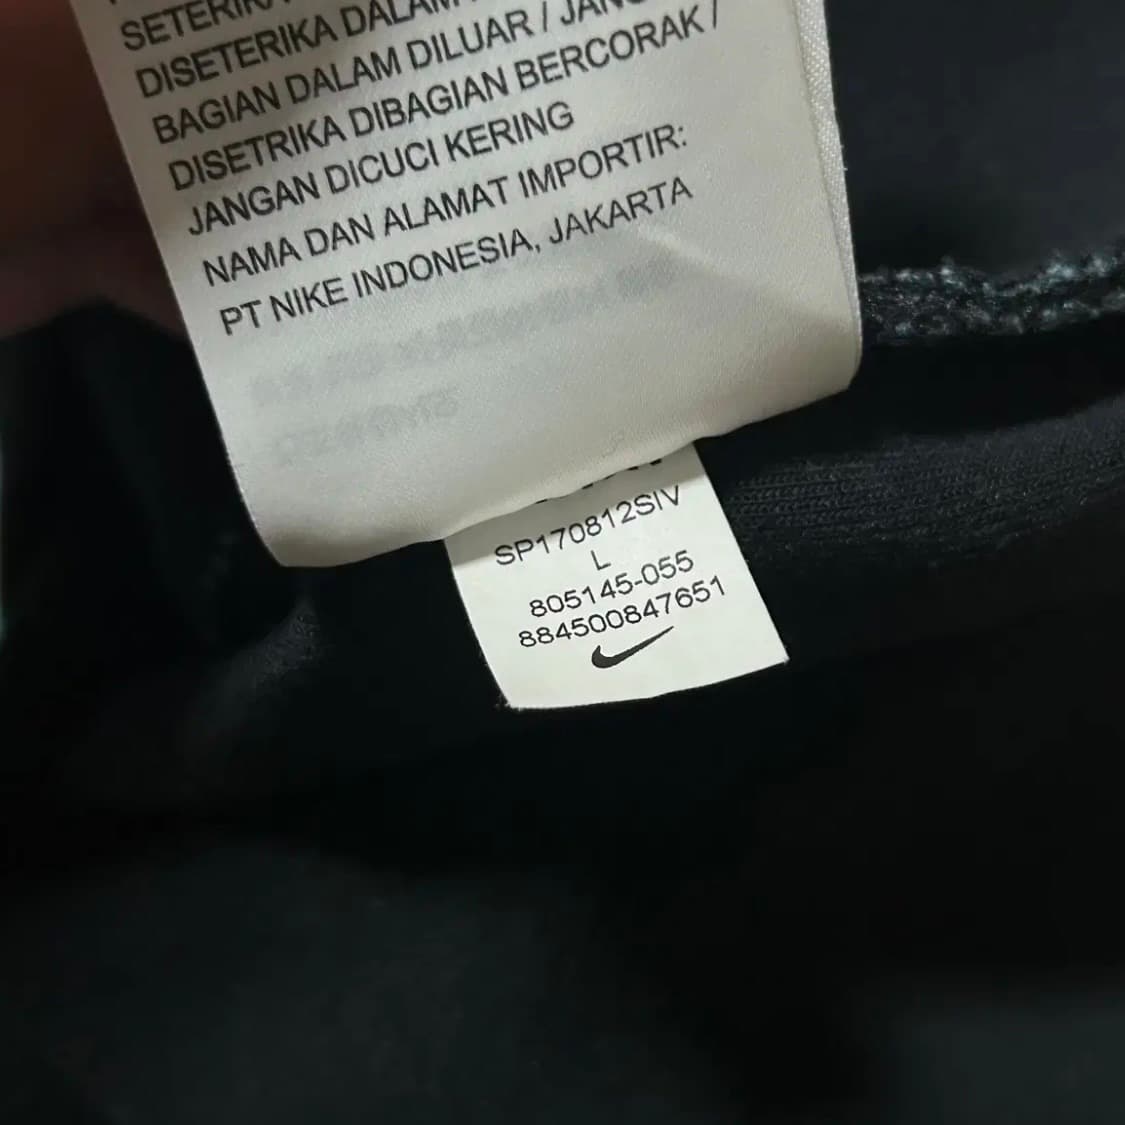 DISETERIKA DALAM
BAGIAN DALAM DILUAR /
DISETRIKA DIBAGIAN BERCORAK /
JANGAN DICUCI KERING
NAMA DAN ALAMAT IMPORTIR:
PT NIKE INDONESIA, JAKARTA
SP170812SIV
L
805145-055
884500847651